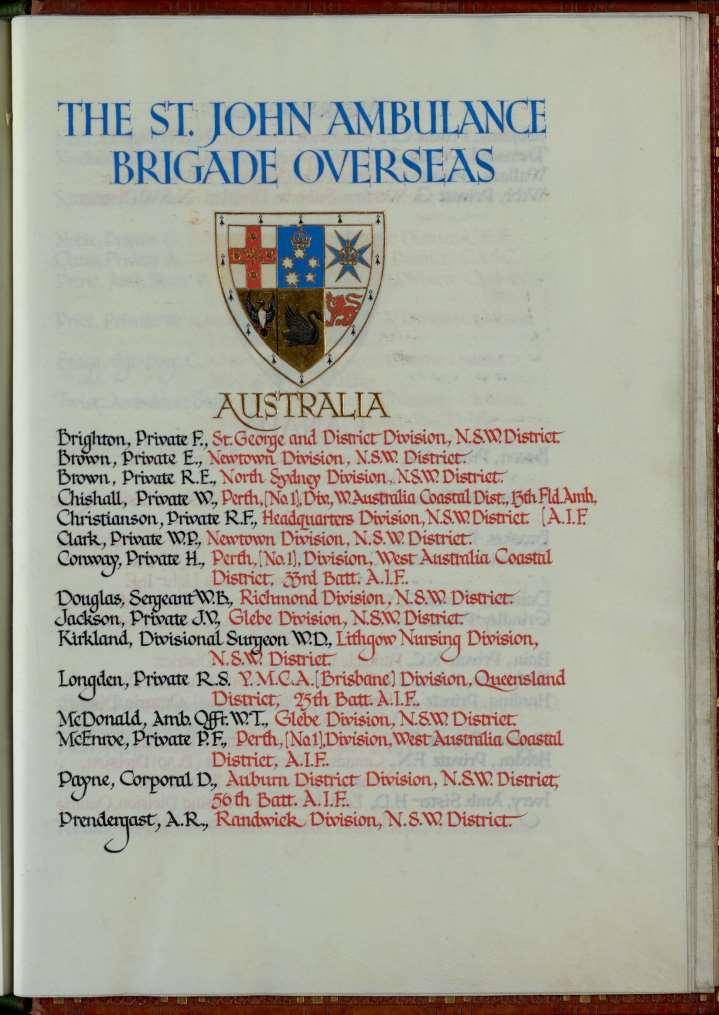 THE ST. JOHN AMBULANCE
BRIGADE OVERSEAS
AUSTRALIA
Brighton, Private F., St. George and District Division, N.S.W. District.
Brown, Private E., Newtown Division, N.S.W. District.
Brown, Private R.E., North Sydney Division, N.S.W. District.
Chishall, Private W., Perth, [No.1], Div., W. Australia Coastal Dist., 13th Fld. Amb.,
Christianson, Private R.F., Headquarters Division, N.S.W. District. [A.I.F.
Clark, Private W.P., Newtown Division, N.S.W. District.
Conway, Private H., Perth, [No.1], Division, West Australia Coastal
District, 33rd Batt. A.I.F.
Douglas, Sergeant W.B., Richmond Division, N.S.W. District.
Jackson, Private J.V., Glebe Division, N.S.W. District.
Kirkland, Divisional Surgeon W.D., Lithgow Nursing Division,
N.S.W. District.
Longden, Private R.S. Y.M.C.A. [Brisbane] Division, Queensland
District, 25th Batt. A.I.F.
McDonald, Amb. Offr. W.T., Glebe Division, N.S.W. District.
McEnroe, Private P.F., Perth, [No.1], Division, West Australia Coastal
District, A.I.F.
Payne, Corporal D., Auburn District Division, N.S.W. District,
56th Batt. A.I.F.
Prendergast, A.R., Randwick Division, N.S.W. District.